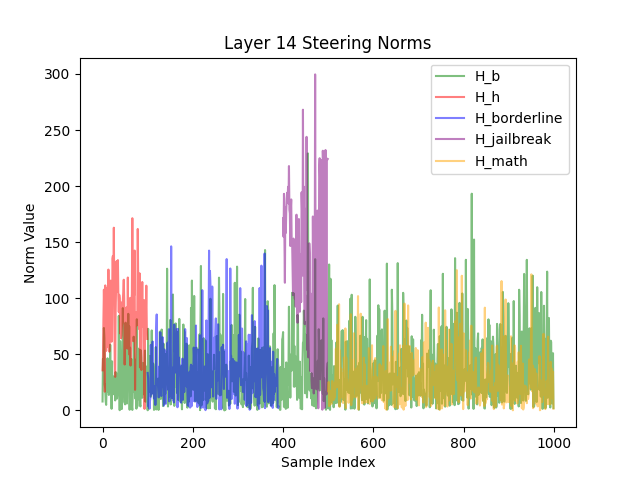 Layer 14 Steering Norms
H_b
H_h
H_borderline
H_jailbreak
H_math
Norm Value
300
250
200
150
100
50
0
0
200
400
600
800
1000
Sample Index